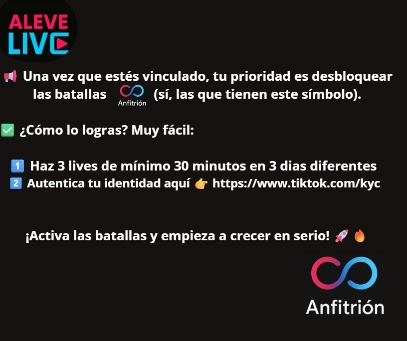 ALEVE
LIVE
📢 Una vez que estés vinculado, tu prioridad es desbloquear
las batallas Anfitrión (sí, las que tienen este símbolo).
✅ ¿Cómo lo logras? Muy fácil:
1️⃣ Haz 3 lives de mínimo 30 minutos en 3 dias diferentes
2️⃣ Autentica tu identidad aquí 👉 https://www.tiktok.com/kyc
¡Activa las batallas y empieza a crecer en serio! 🚀🔥
Anfitrión